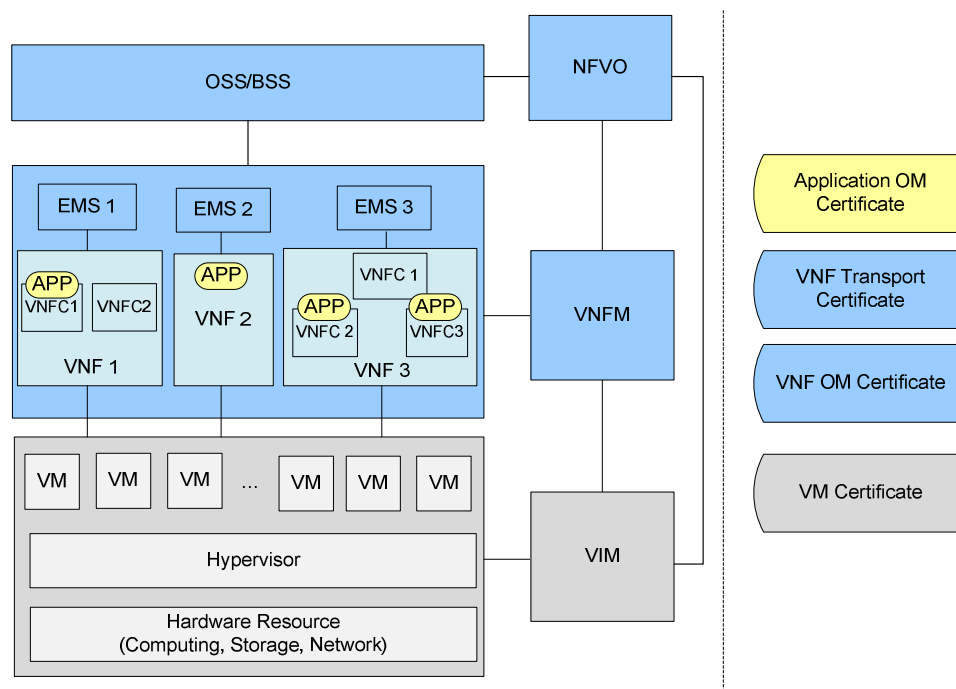 OSS/BSS
NFVO
EMS 1
EMS 2
EMS 3
APP
VNFC1
VNFC2
VNF 1
APP
VNF 2
VNFC 1
APP
VNFC 2
APP
VNFC3
VNF 3
VNFM
VM
VM
VM
...
VM
VM
VM
Hypervisor
Hardware Resource
(Computing, Storage, Network)
VIM
Application OM
Certificate
VNF Transport
Certificate
VNF OM Certificate
VM Certificate